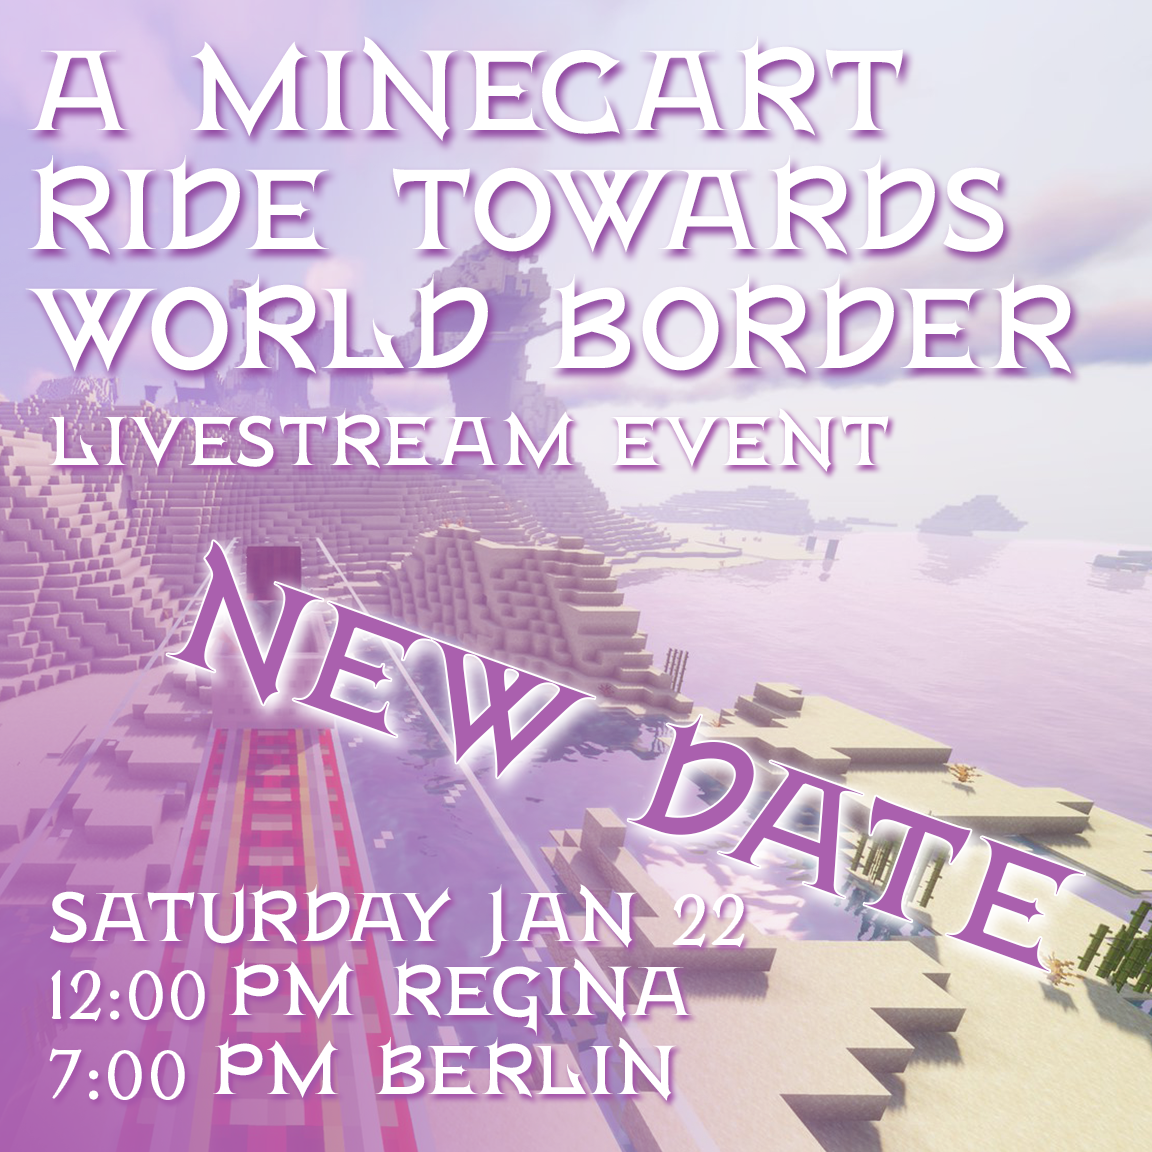 A MINECART
RIDE TOWARDS
WORLD BORDER
LIVESTREAM EVENT
NEW DATE
SATURDAY JAN 22
12:00 PM REGINA
7:00 PM BERLIN